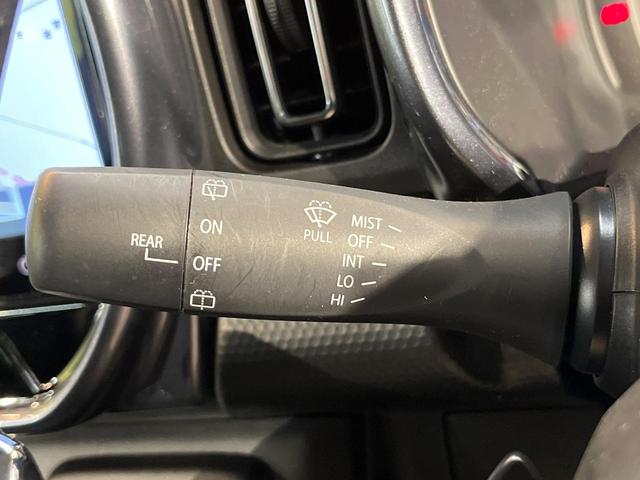 REAR
ON
OFF
PULL
MIST
OFF
INT
LO
HI